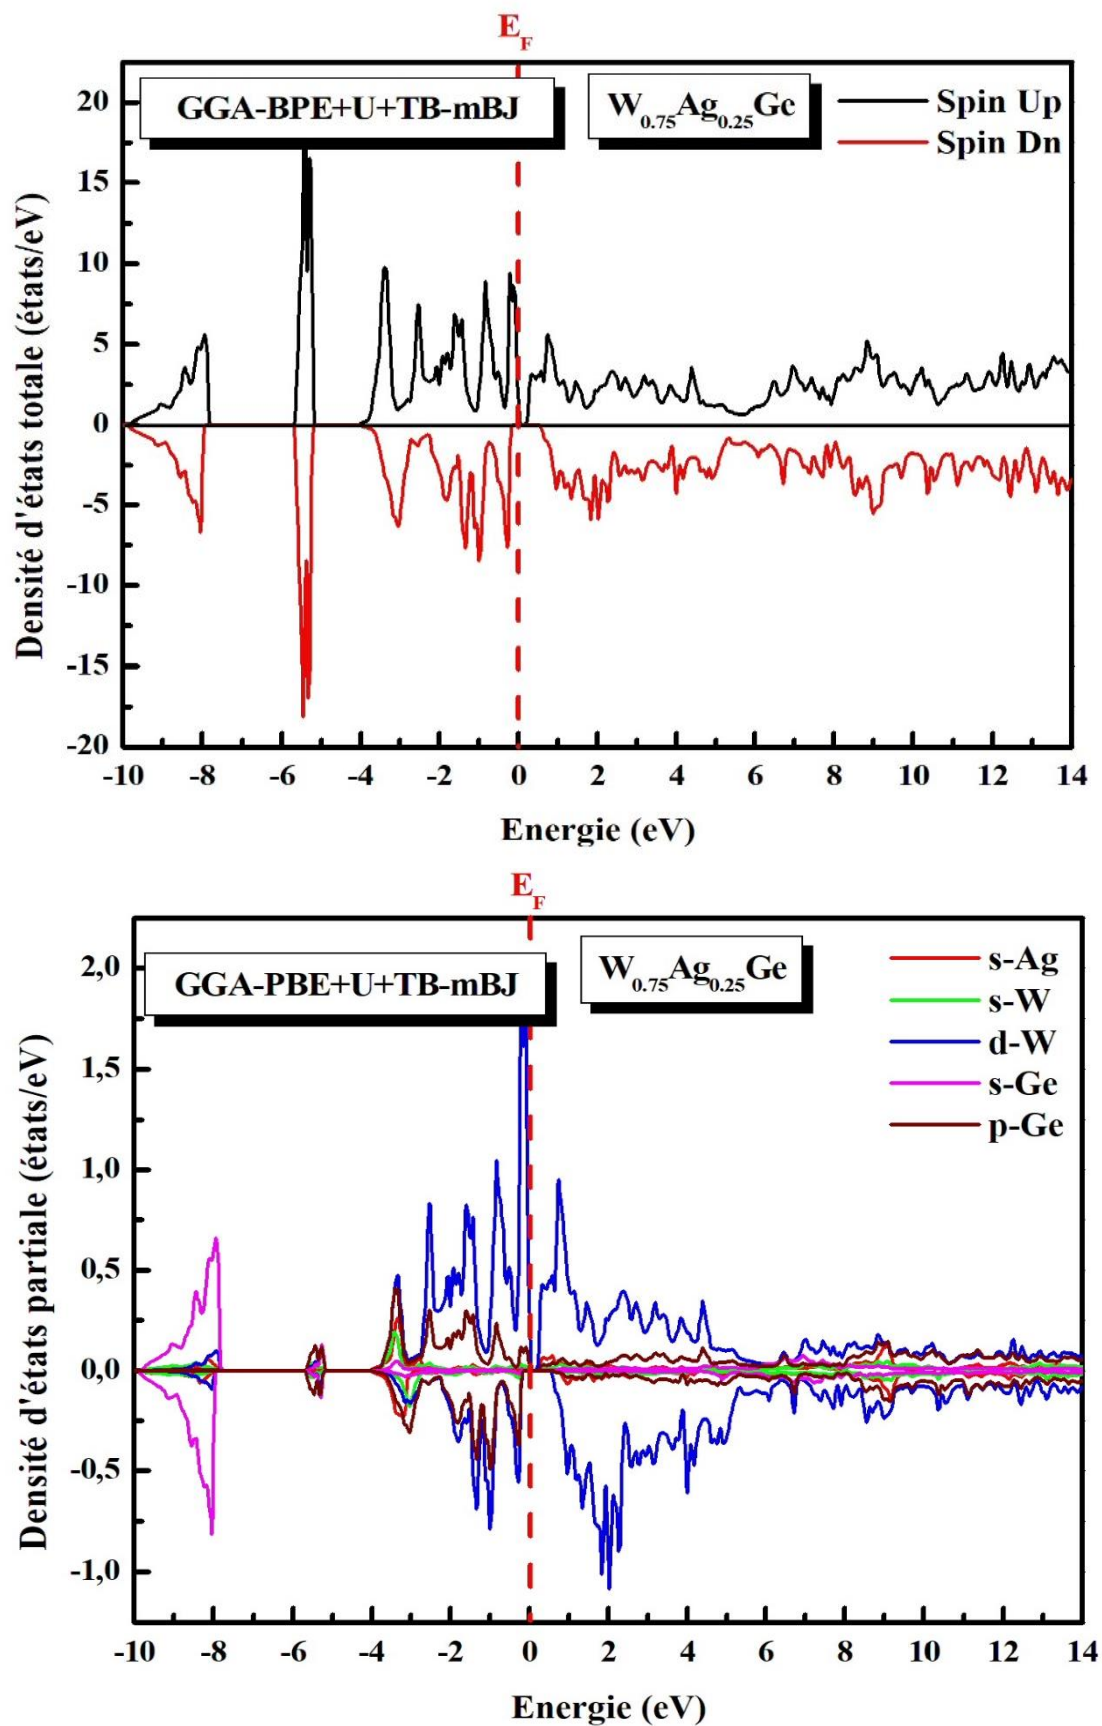 E_F
GGA-BPE+U+TB-mBJ
W_0.75Ag_0.25Ge
Spin Up
Spin Dn
Densité d'états totale (états/eV)
20
15
10
5
0
-5
-10
-15
-20
-10 -8 -6 -4 -2 0 2 4 6 8 10 12 14
Energie (eV)
E_F
GGA-PBE+U+TB-mBJ
W_0.75Ag_0.25Ge
s-Ag
s-W
d-W
s-Ge
p-Ge
Densité d'états partiale (états/eV)
2,0
1,5
1,0
0,5
0,0
-0,5
-1,0
-10 -8 -6 -4 -2 0 2 4 6 8 10 12 14
Energie (eV)